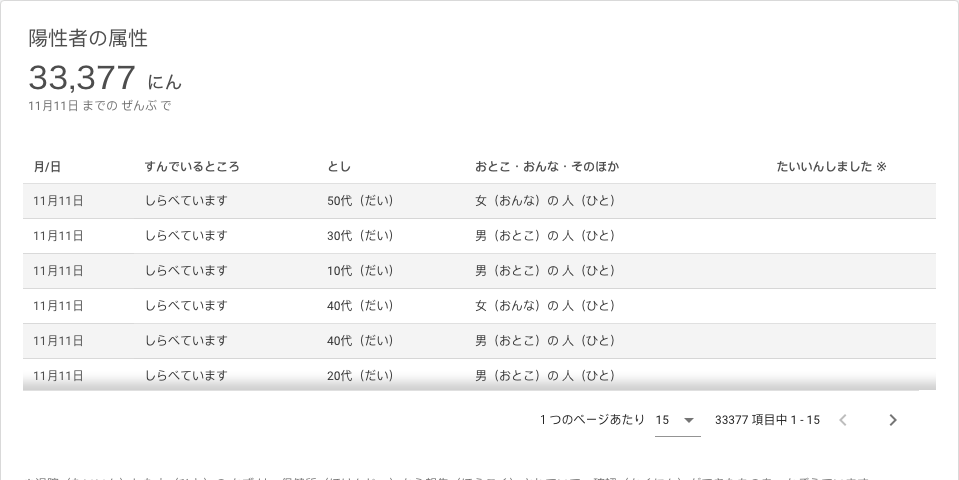 陽性者の属性
33,377 にん
11月11日 までの ぜんぶ で
月/日 すんでいるところ とし おとこ・おんな・そのほか たいいんしました ※
11月11日 しらべています 50代（だい） 女（おんな）の 人（ひと）
11月11日 しらべています 30代（だい） 男（おとこ）の 人（ひと）
11月11日 しらべています 10代（だい） 男（おとこ）の 人（ひと）
11月11日 しらべています 40代（だい） 女（おんな）の 人（ひと）
11月11日 しらべています 40代（だい） 男（おとこ）の 人（ひと）
11月11日 しらべています 20代（だい） 男（おとこ）の 人（ひと）
1 つのページあたり 15 33377 項目中 1 - 15